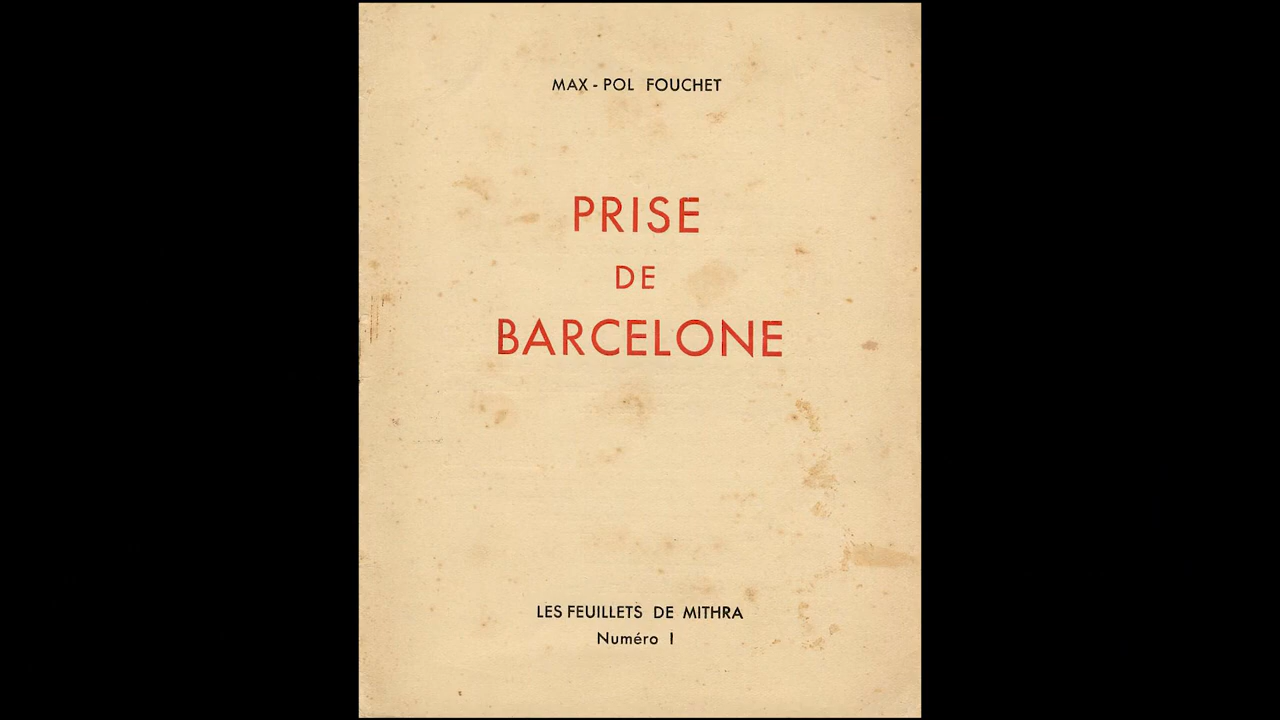 MAX-POL FOUCHET
PRISE
DE
BARCELONE
LES FEUILLETS DE MITHRA
Numéro I